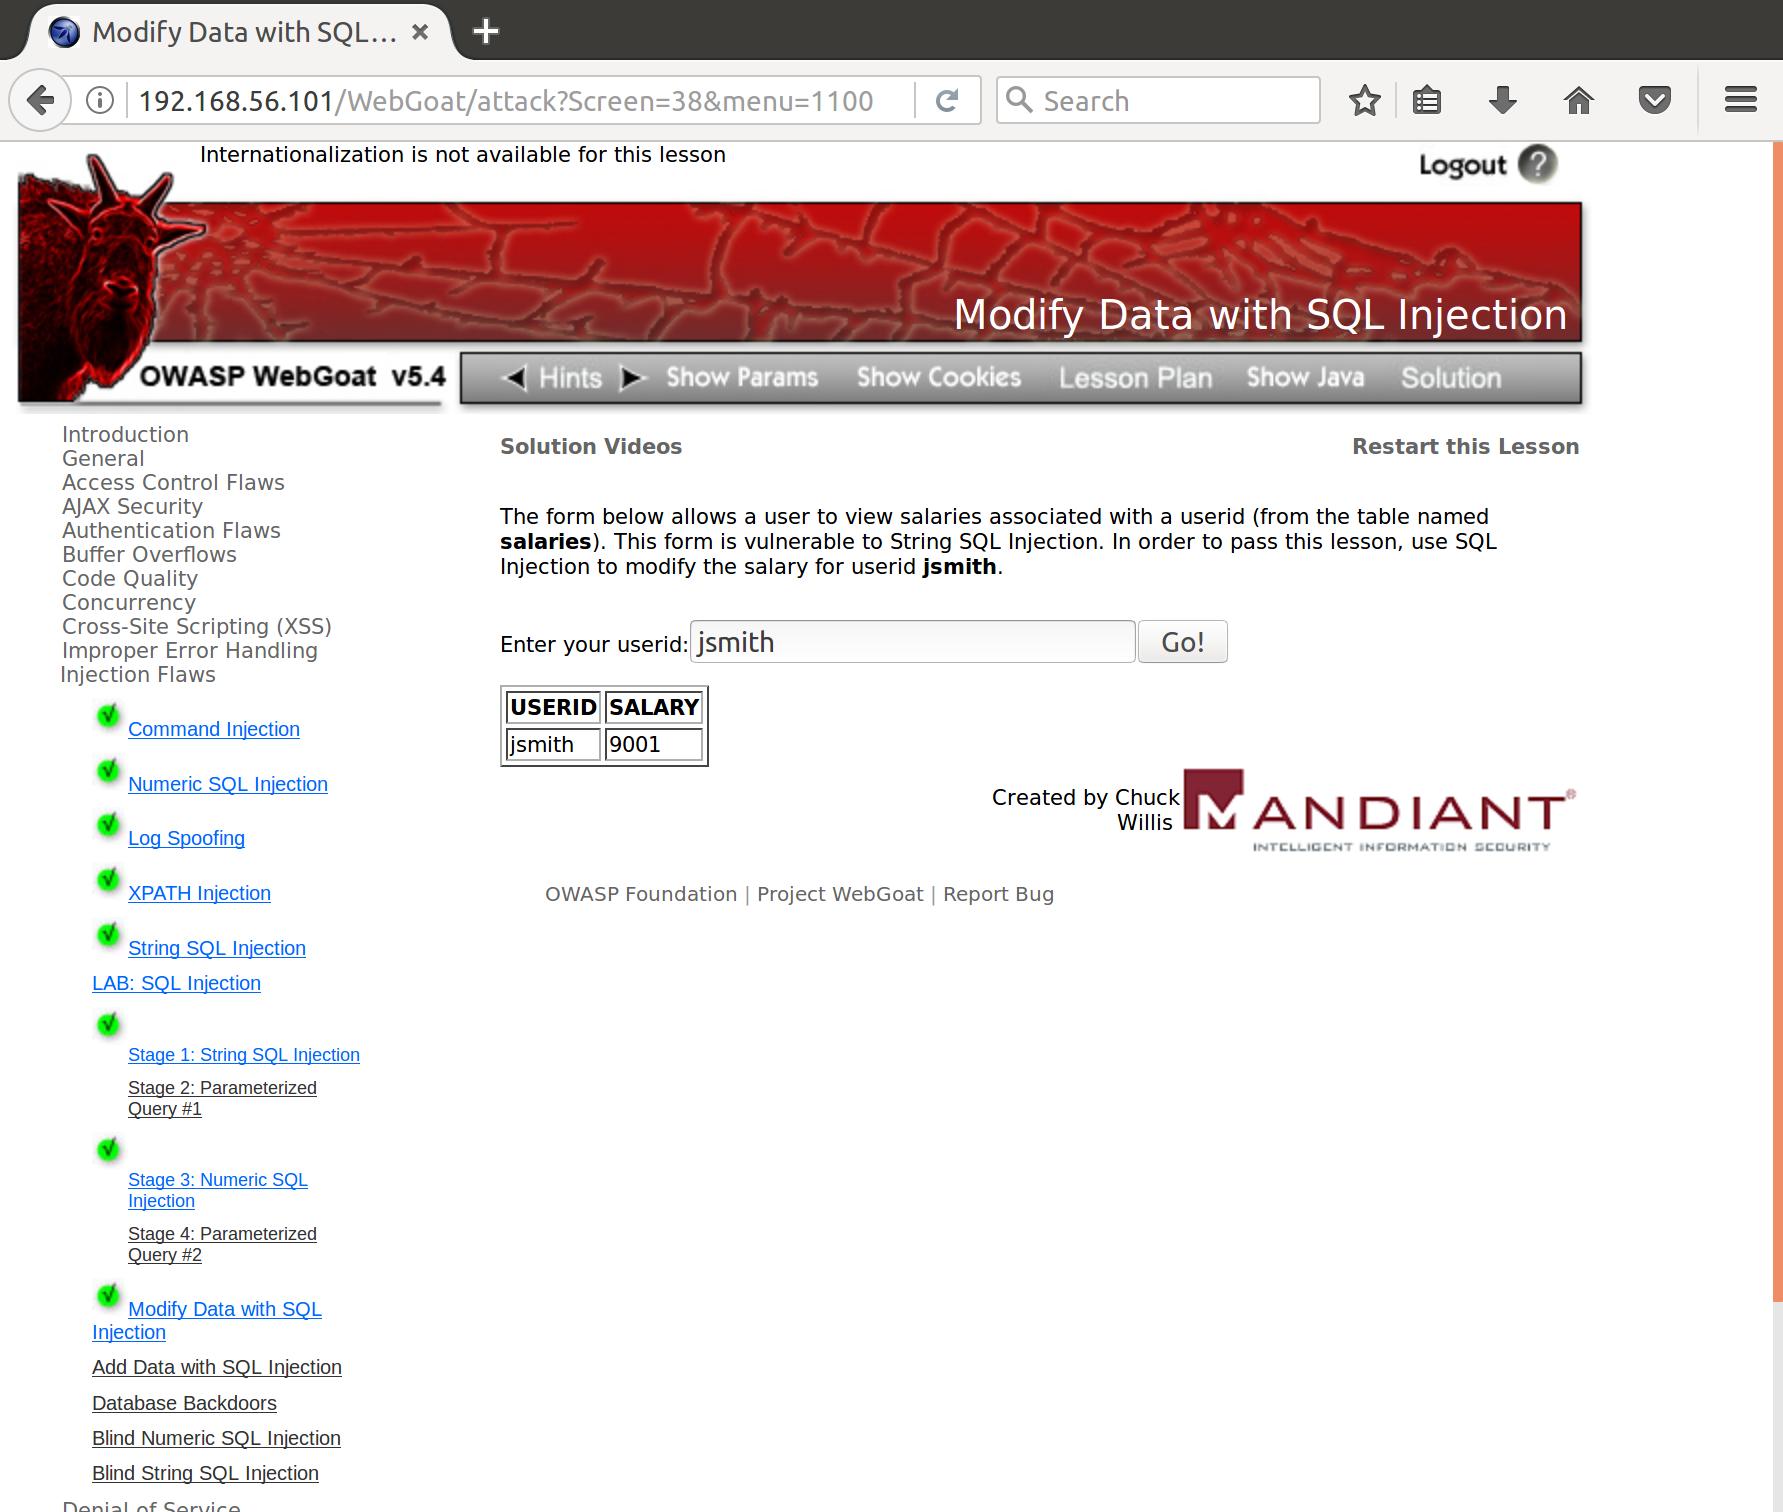 Modify Data with SQL...
192.168.56.101/WebGoat/attack?Screen=38&menu=1100
Search
Internationalization is not available for this lesson
Logout ?
Modify Data with SQL Injection
OWASP WebGoat v5.4
Hints
Show Params
Show Cookies
Lesson Plan
Show Java
Solution
Introduction
General
Access Control Flaws
AJAX Security
Authentication Flaws
Buffer Overflows
Code Quality
Concurrency
Cross-Site Scripting (XSS)
Improper Error Handling
Injection Flaws
Command Injection
Numeric SQL Injection
Log Spoofing
XPATH Injection
String SQL Injection
LAB: SQL Injection
Stage 1: String SQL Injection
Stage 2: Parameterized
Query #1
Stage 3: Numeric SQL
Injection
Stage 4: Parameterized
Query #2
Modify Data with SQL
Injection
Add Data with SQL Injection
Database Backdoors
Blind Numeric SQL Injection
Blind String SQL Injection
Denial of Service
Solution Videos
Restart this Lesson
The form below allows a user to view salaries associated with a userid (from the table named
salaries). This form is vulnerable to String SQL Injection. In order to pass this lesson, use SQL
Injection to modify the salary for userid jsmith.
Enter your userid: jsmith Go!
USERID SALARY
jsmith 9001
Created by Chuck
Willis
MANDIANT®
INTELLIGENT INFORMATION SECURITY
OWASP Foundation | Project WebGoat | Report Bug